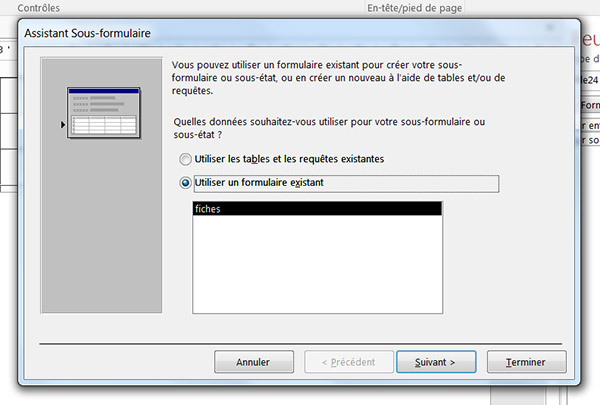 Contrôles
En-tête/pied de page
Assistant Sous-formulaire
Vous pouvez utiliser un formulaire existant pour créer votre sous-
formulaire ou sous-état, ou en créer un nouveau à l'aide de tables et/ou de
requêtes.
Quelles données souhaitez-vous utiliser pour votre sous-formulaire ou
sous-état ?
Utiliser les tables et les requêtes existantes
Utiliser un formulaire existant
fiches
Annuler
< Précédent
Suivant >
Terminer